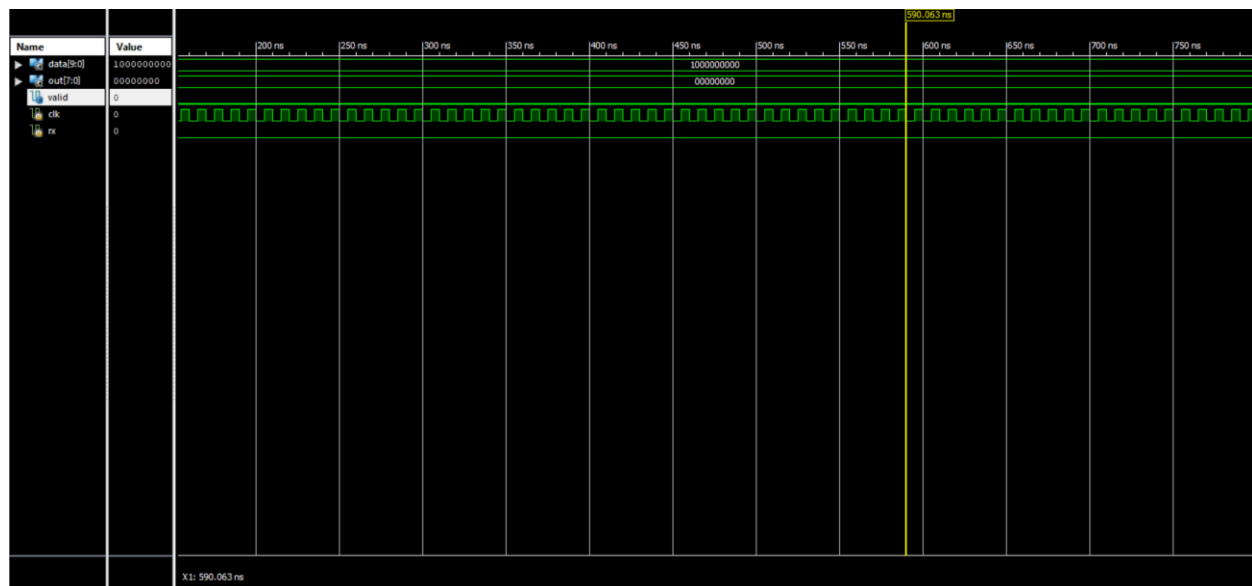 590.063 ns
Name Value
200 ns 250 ns 300 ns 350 ns 400 ns 450 ns 500 ns 550 ns 600 ns 650 ns 700 ns 750 ns
data[9:0] 1000000000 1000000000
out[7:0] 00000000 00000000
valid 0
clk 0
rx 0
X1: 590.063 ns